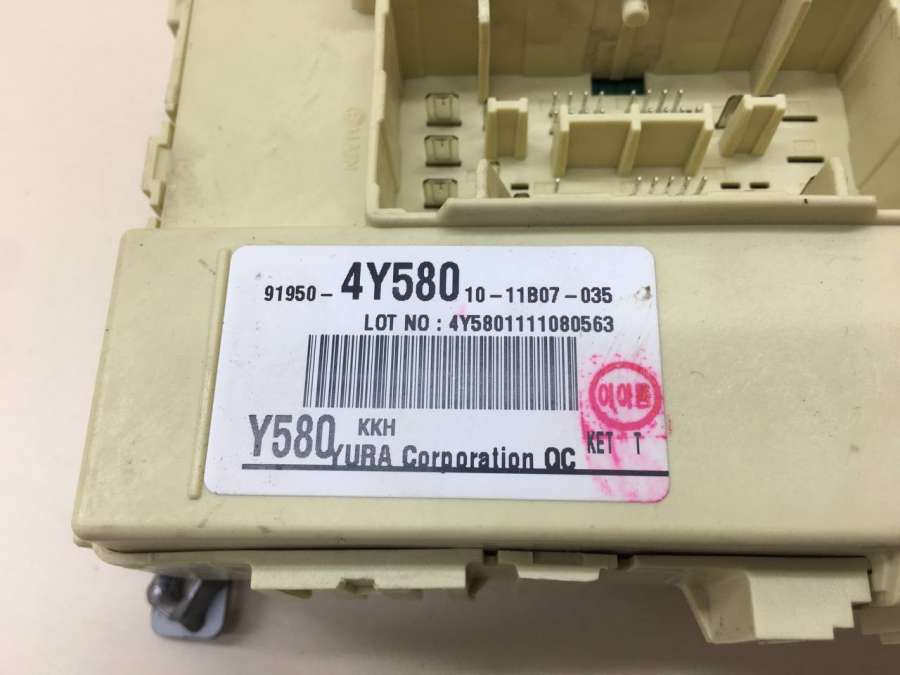 91950-4Y580 10-11B07-035
LOT NO : 4Y5801111080563
Y580 KKH
KET T
YURA Corporation QC